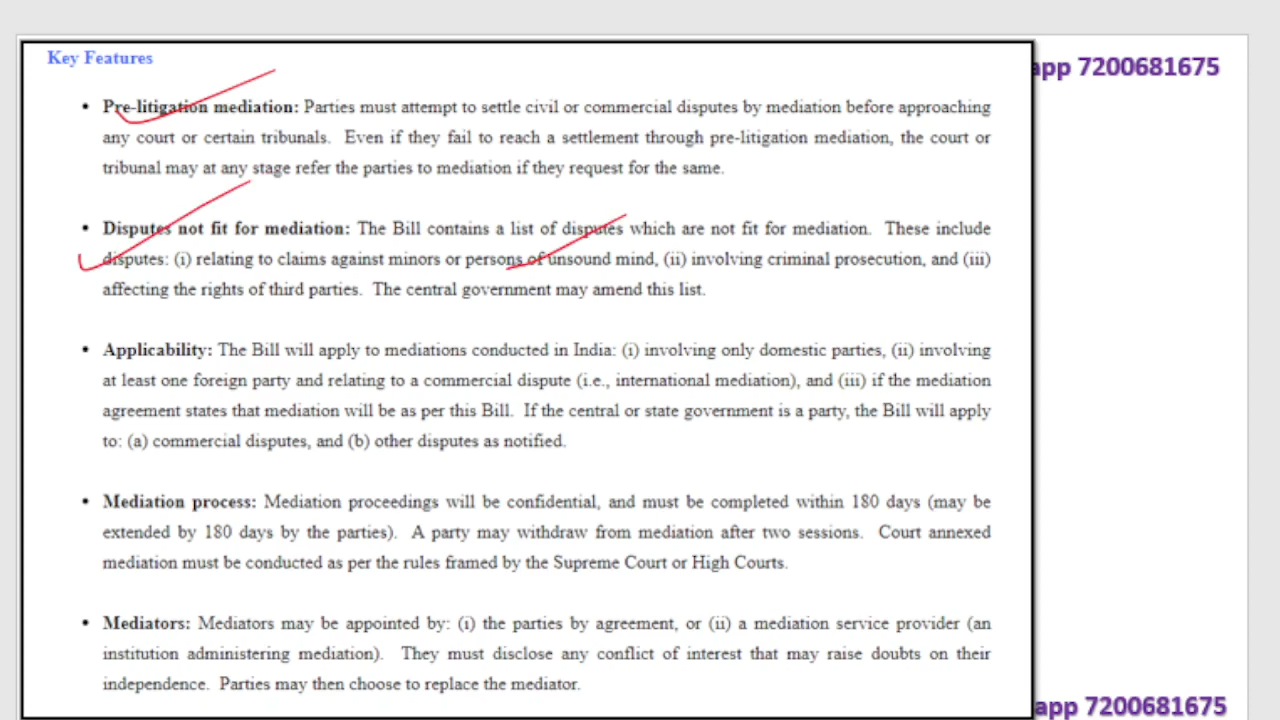 Key Features
app 7200681675
• Pre-litigation mediation: Parties must attempt to settle civil or commercial disputes by mediation before approaching
any court or certain tribunals. Even if they fail to reach a settlement through pre-litigation mediation, the court or
tribunal may at any stage refer the parties to mediation if they request for the same.
• Disputes not fit for mediation: The Bill contains a list of disputes which are not fit for mediation. These include
disputes: (i) relating to claims against minors or persons of unsound mind, (ii) involving criminal prosecution, and (iii)
affecting the rights of third parties. The central government may amend this list.
• Applicability: The Bill will apply to mediations conducted in India: (i) involving only domestic parties, (ii) involving
at least one foreign party and relating to a commercial dispute (i.e., international mediation), and (iii) if the mediation
agreement states that mediation will be as per this Bill. If the central or state government is a party, the Bill will apply
to: (a) commercial disputes, and (b) other disputes as notified.
• Mediation process: Mediation proceedings will be confidential, and must be completed within 180 days (may be
extended by 180 days by the parties). A party may withdraw from mediation after two sessions. Court annexed
mediation must be conducted as per the rules framed by the Supreme Court or High Courts.
• Mediators: Mediators may be appointed by: (i) the parties by agreement, or (ii) a mediation service provider (an
institution administering mediation). They must disclose any conflict of interest that may raise doubts on their
independence. Parties may then choose to replace the mediator.
app 7200681675